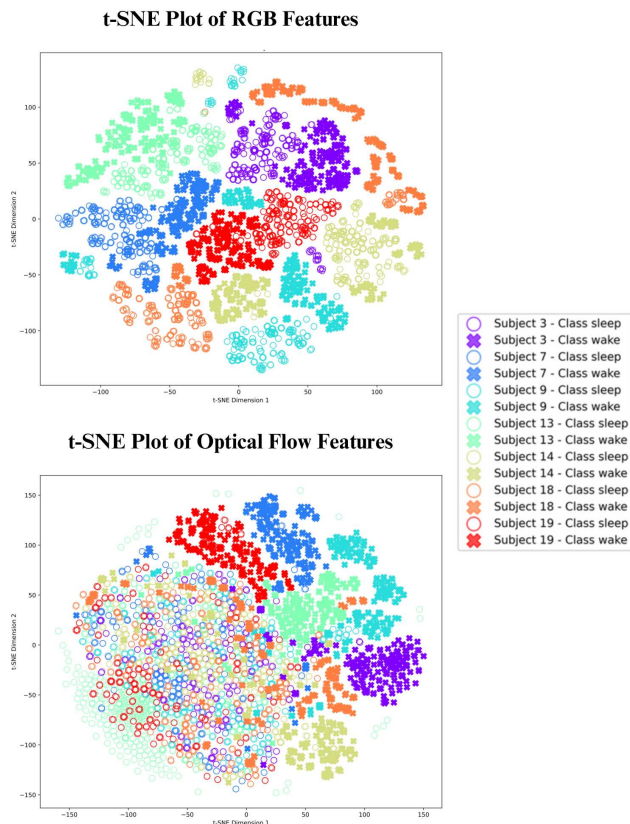 t-SNE Plot of RGB Features
100
50
0
−50
−100
t-SNE Dimension 2
−100
−50
0
50
100
t-SNE Dimension 1
Subject 3 - Class sleep
Subject 3 - Class wake
Subject 7 - Class sleep
Subject 7 - Class wake
Subject 9 - Class sleep
Subject 9 - Class wake
Subject 13 - Class sleep
Subject 13 - Class wake
Subject 14 - Class sleep
Subject 14 - Class wake
Subject 18 - Class sleep
Subject 18 - Class wake
Subject 19 - Class sleep
Subject 19 - Class wake
t-SNE Plot of Optical Flow Features
150
100
50
0
−50
−100
−150
t-SNE Dimension 2
−150
−100
−50
0
50
100
150
t-SNE Dimension 1